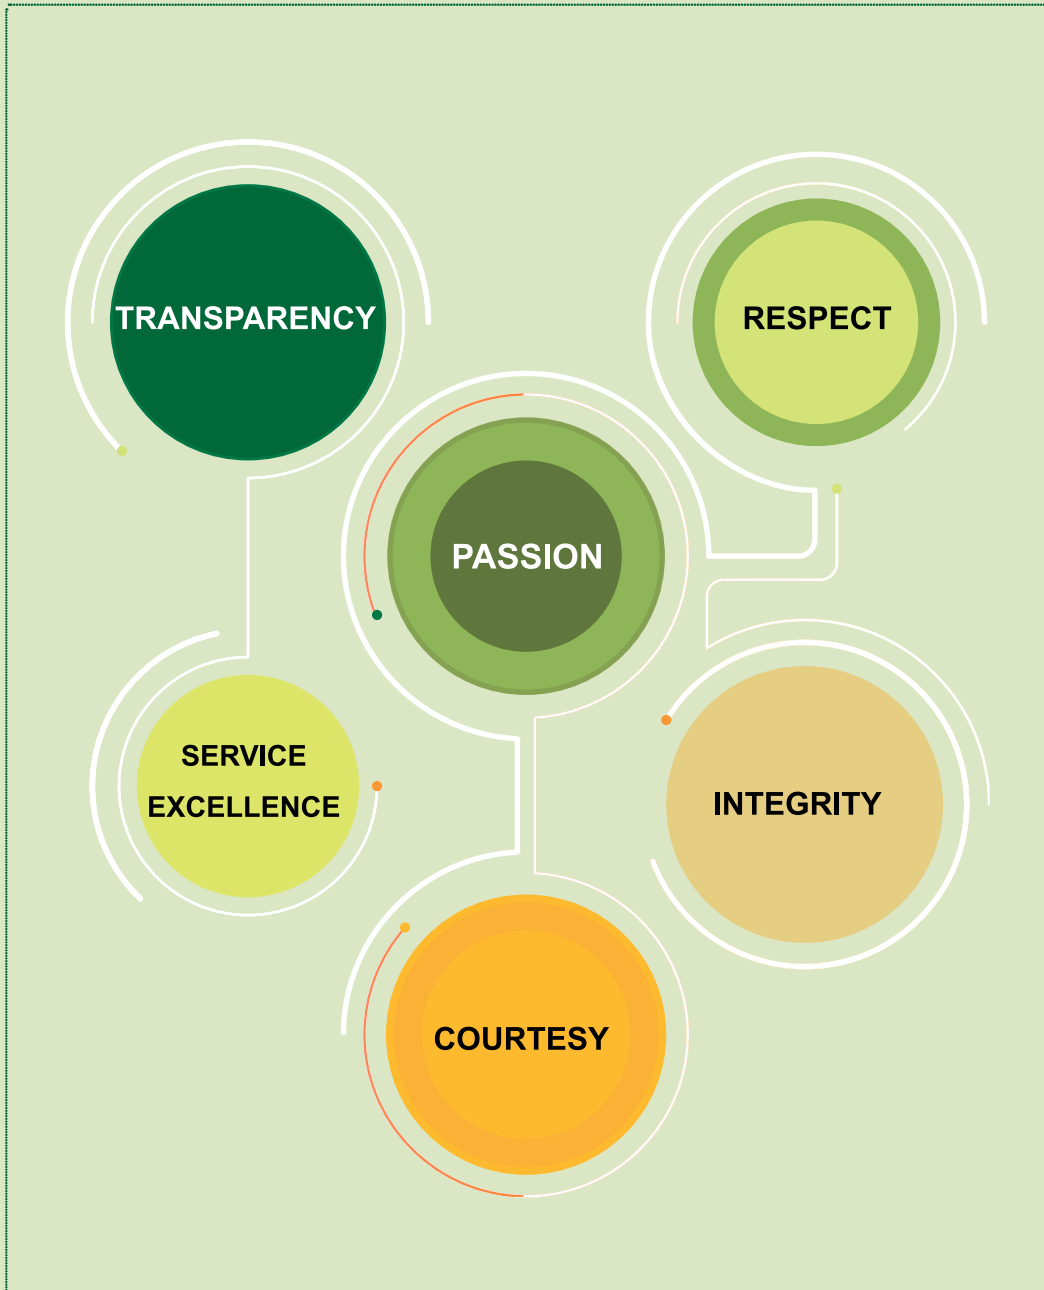 TRANSPARENCY
RESPECT
PASSION
SERVICE
EXCELLENCE
INTEGRITY
COURTESY